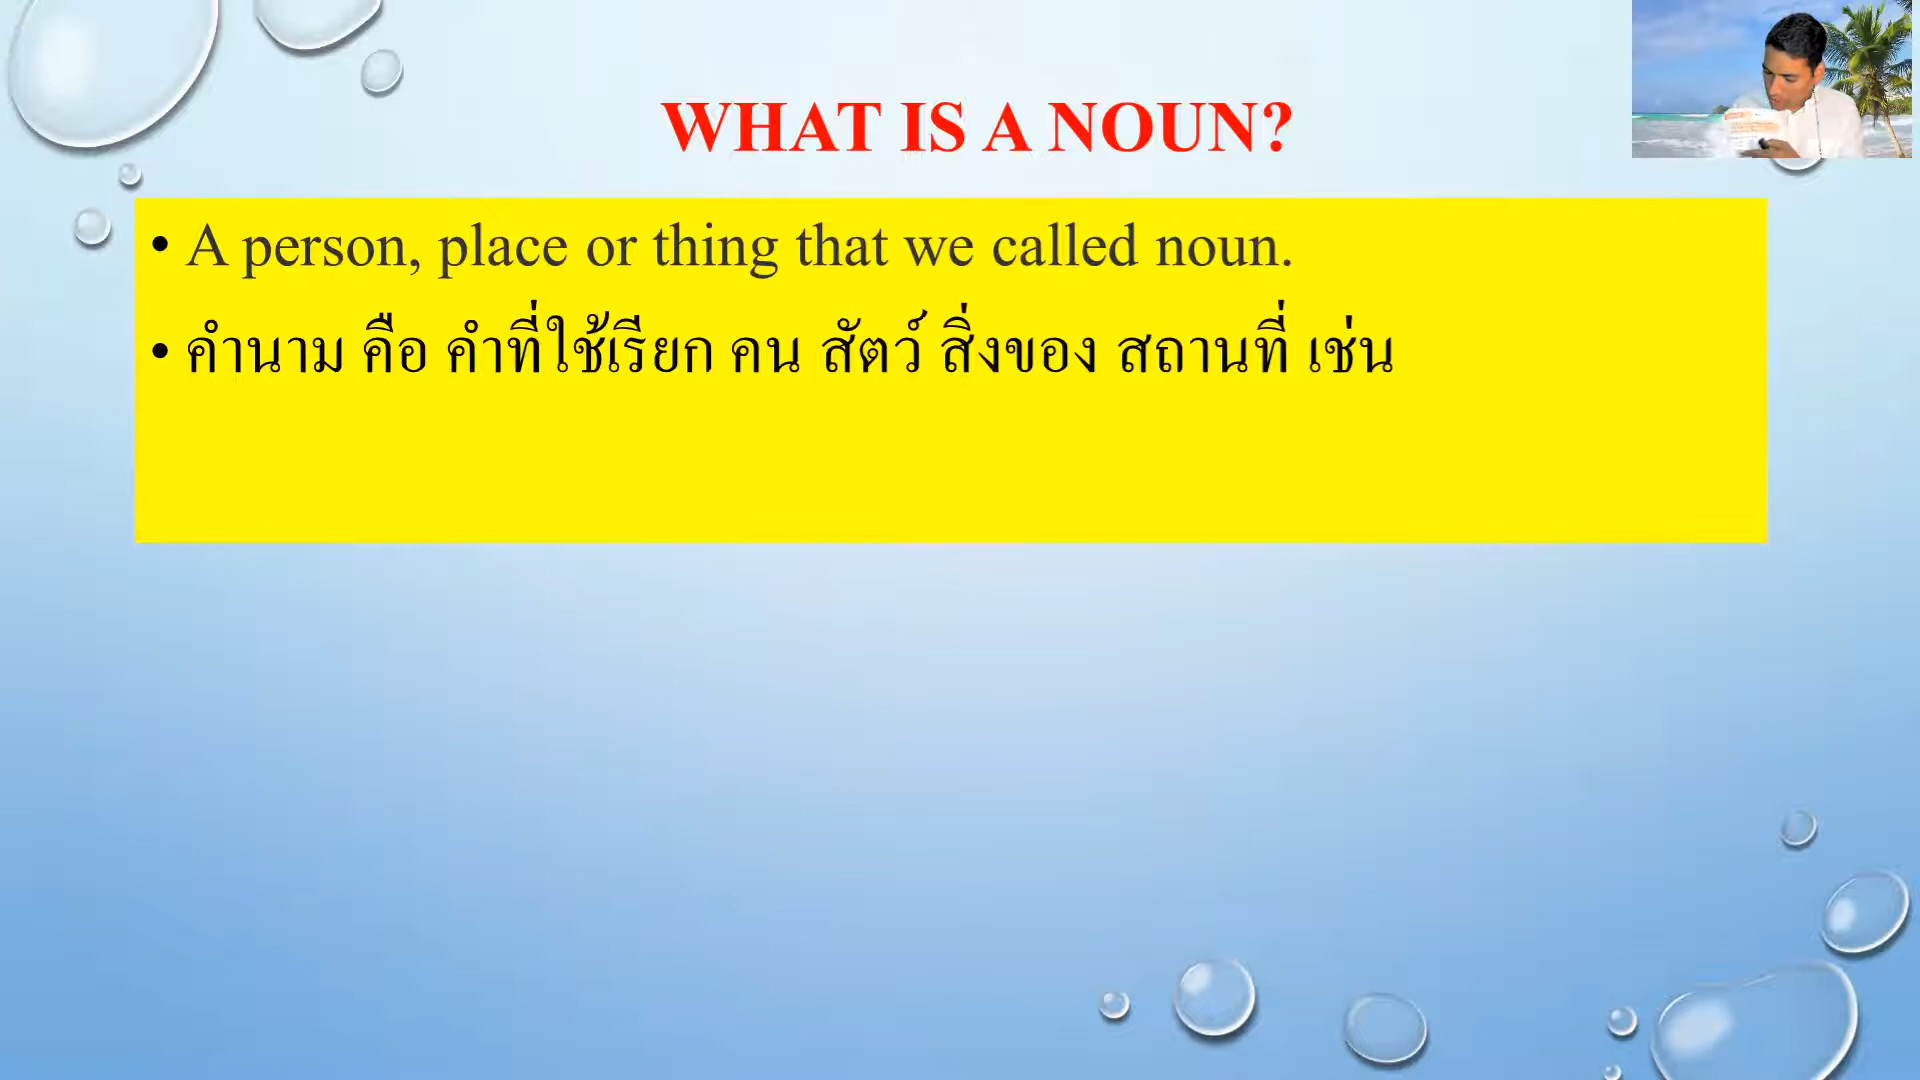 WHAT IS A NOUN?
• A person, place or thing that we called noun.
• คำนาม คือ คำที่ใช้เรียก คน สัตว์ สิ่งของ สถานที่ เช่น